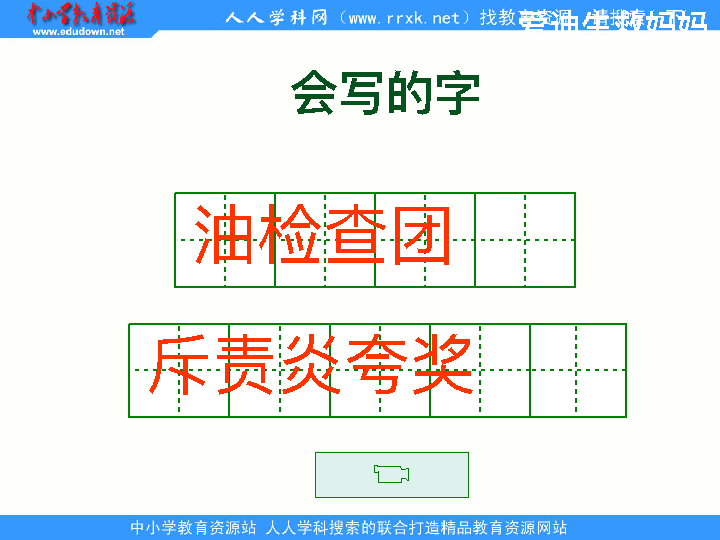 中小学教育资源
www.edudown.net
人人学科网（www.rrxk.net）找教育资源
会写的字
油检查团
斥责炎夸奖
中小学教育资源站 人人学科搜索的联合打造精品教育资源网站